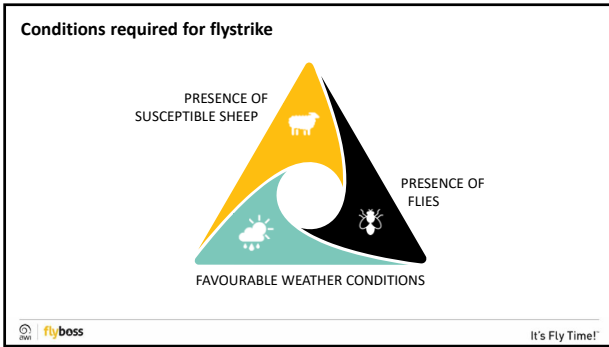 Conditions required for flystrike
PRESENCE OF
SUSCEPTIBLE SHEEP
PRESENCE OF
FLIES
FAVOURABLE WEATHER CONDITIONS
awi flyboss
It's Fly Time!™